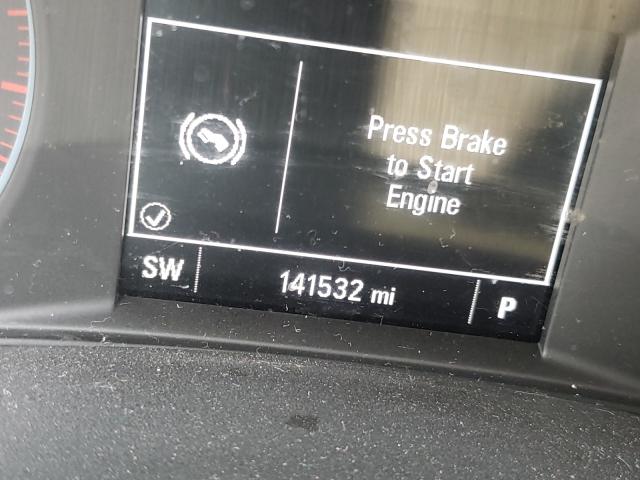 Press Brake
to Start
Engine
SW 141532 mi P